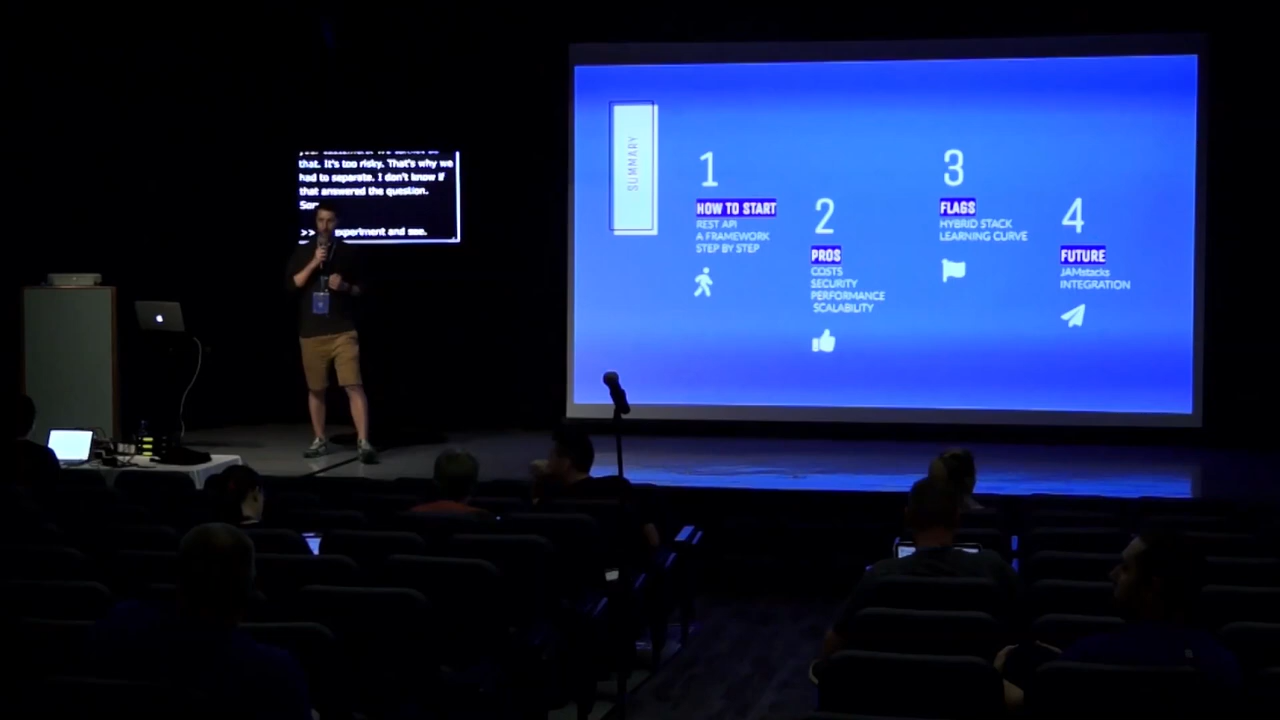 that. It's too risky. That's why we
had to separate. I don't know if
that answered the question.
>> experiment and see.
SUMMARY
1
HOW TO START
REST API
A FRAMEWORK
STEP BY STEP
2
PROS
COSTS
SECURITY
PERFORMANCE
SCALABILITY
3
FLAGS
HYBRID STACK
LEARNING CURVE
4
FUTURE
JAMstacks
INTEGRATION